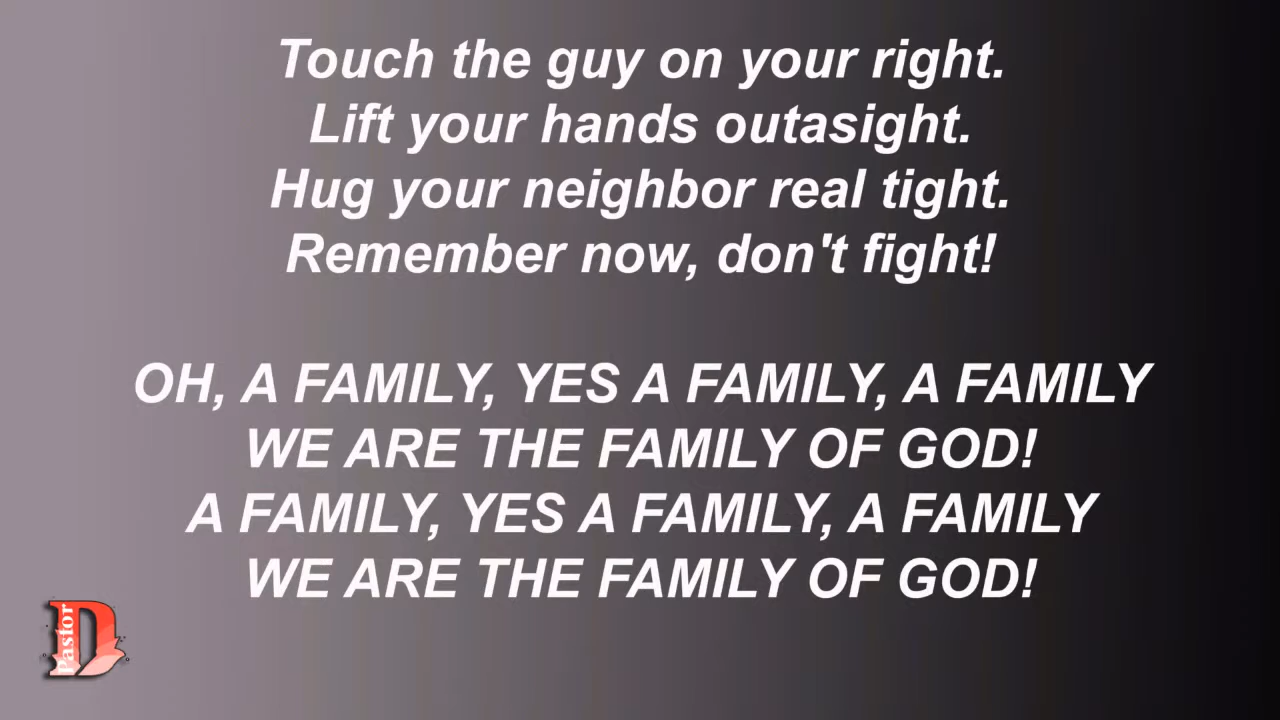 Touch the guy on your right.
Lift your hands outasight.
Hug your neighbor real tight.
Remember now, don't fight!
OH, A FAMILY, YES A FAMILY, A FAMILY
WE ARE THE FAMILY OF GOD!
A FAMILY, YES A FAMILY, A FAMILY
WE ARE THE FAMILY OF GOD!
Pastor D